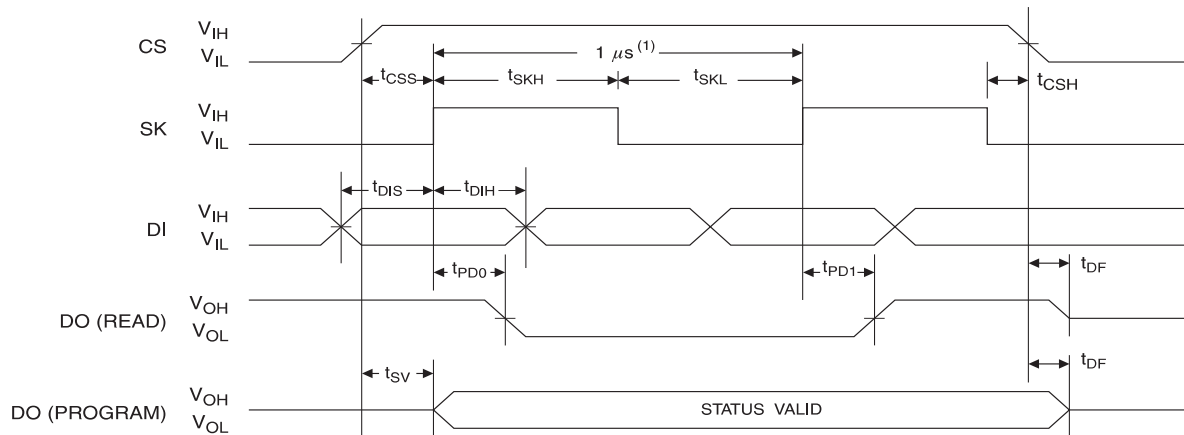 CS
V_IH
V_IL
1 μs (1)
t_CSS
t_SKH
t_SKL
t_CSH
SK
V_IH
V_IL
t_DIS
t_DIH
DI
V_IH
V_IL
t_PD0
t_PD1
t_DF
DO (READ)
V_OH
V_OL
t_SV
t_DF
DO (PROGRAM)
V_OH
V_OL
STATUS VALID